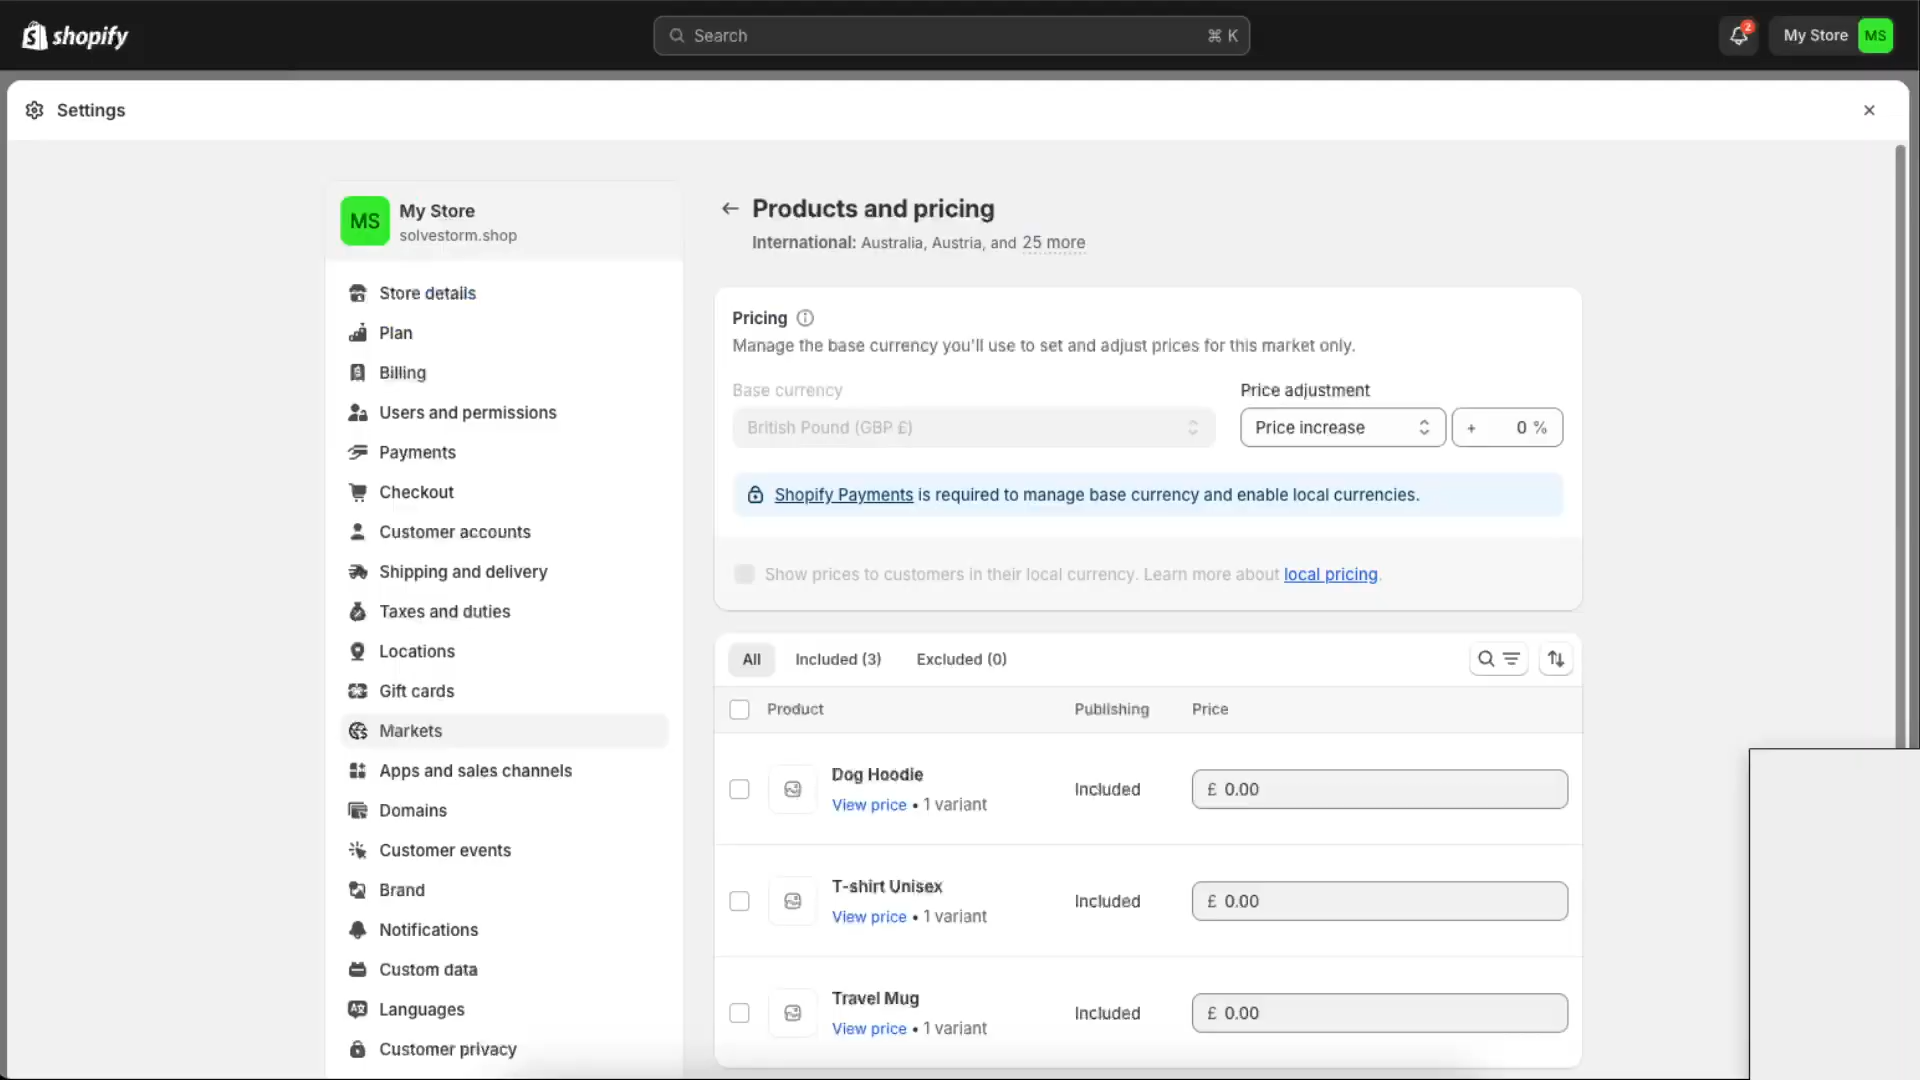 shopify
Search
⌘ K
2
My Store
MS
Settings
MS
My Store
solvestorm.shop
Store details
Plan
Billing
Users and permissions
Payments
Checkout
Customer accounts
Shipping and delivery
Taxes and duties
Locations
Gift cards
Markets
Apps and sales channels
Domains
Customer events
Brand
Notifications
Custom data
Languages
Customer privacy
Products and pricing
International: Australia, Austria, and 25 more
Pricing
Manage the base currency you'll use to set and adjust prices for this market only.
Base currency
Price adjustment
British Pound (GBP £)
Price increase
+ 0 %
Shopify Payments is required to manage base currency and enable local currencies.
Show prices to customers in their local currency. Learn more about local pricing.
All
Included (3)
Excluded (0)
Product
Publishing
Price
Dog Hoodie
View price • 1 variant
Included
£ 0.00
T-shirt Unisex
View price • 1 variant
Included
£ 0.00
Travel Mug
View price • 1 variant
Included
£ 0.00